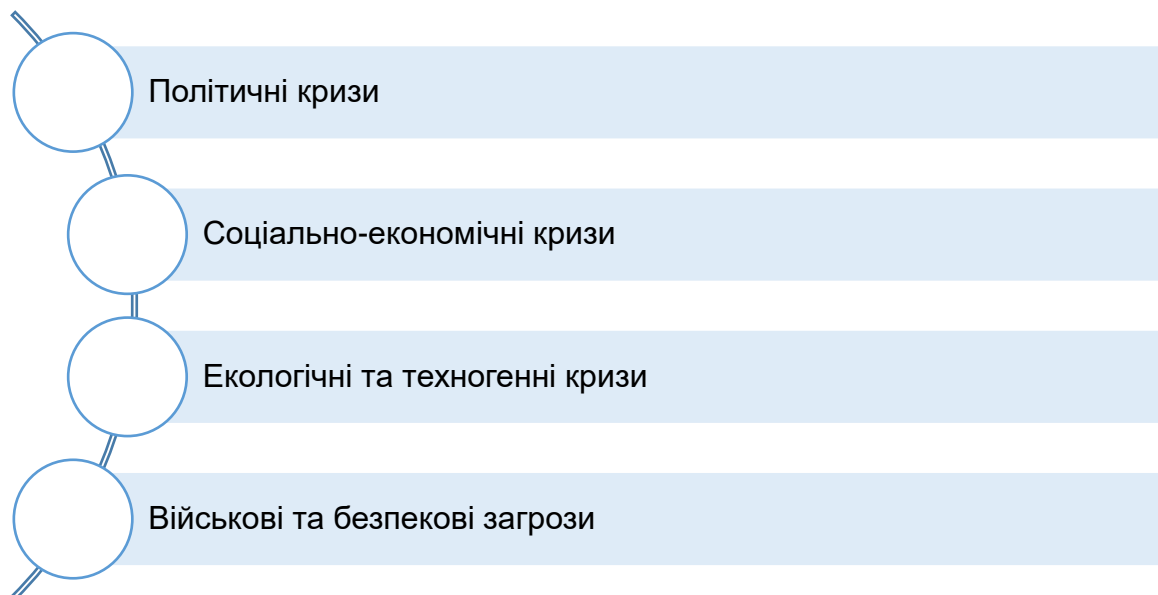 Політичні кризи
Соціально-економічні кризи
Екологічні та техногенні кризи
Військові та безпекові загрози